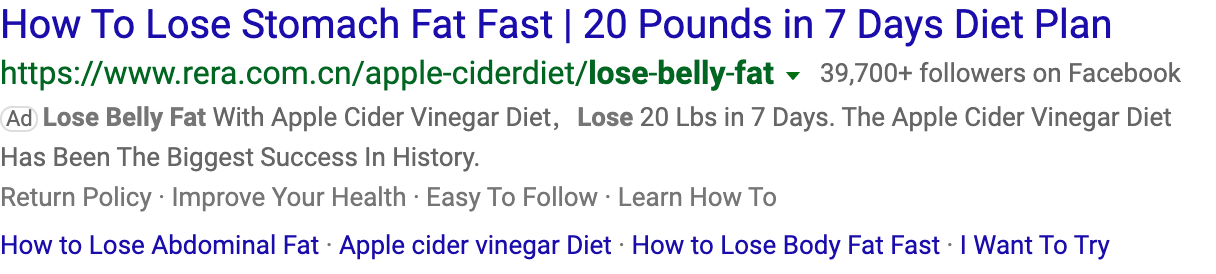 How To Lose Stomach Fat Fast | 20 Pounds in 7 Days Diet Plan
https://www.rera.com.cn/apple-ciderdiet/lose-belly-fat 39,700+ followers on Facebook
Ad Lose Belly Fat With Apple Cider Vinegar Diet, Lose 20 Lbs in 7 Days. The Apple Cider Vinegar Diet
Has Been The Biggest Success In History.
Return Policy · Improve Your Health · Easy To Follow · Learn How To
How to Lose Abdominal Fat · Apple cider vinegar Diet · How to Lose Body Fat Fast · I Want To Try